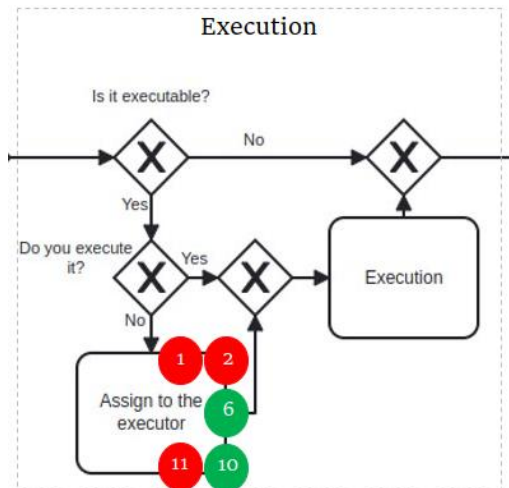 Execution
Is it executable?
No
Yes
Do you execute
it?
Yes
Execution
No
1
2
Assign to the
executor
6
11
10